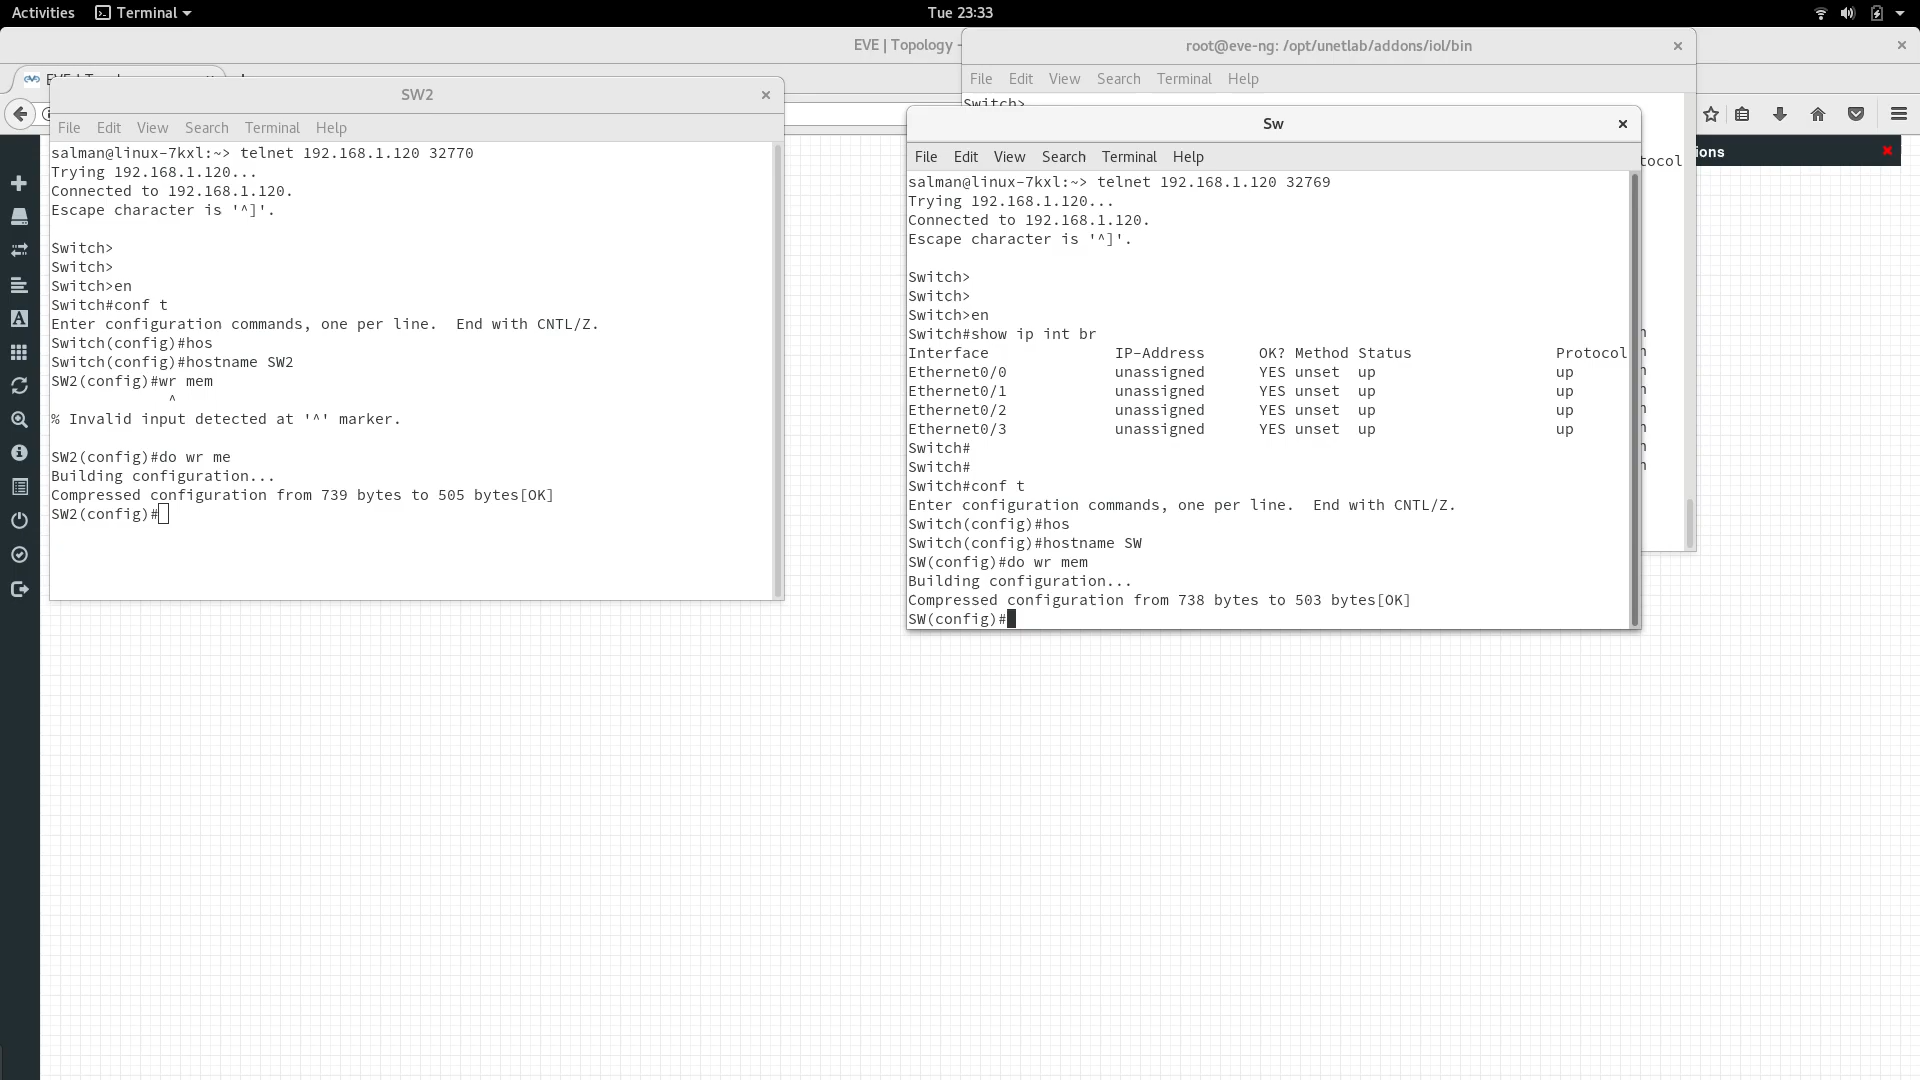 Activities Terminal Tue 23:33
EVE | Topology -
root@eve-ng: /opt/unetlab/addons/iol/bin
File Edit View Search Terminal Help
Switch>
tocol
ions
SW2
File Edit View Search Terminal Help
salman@linux-7kxl:~> telnet 192.168.1.120 32770
Trying 192.168.1.120...
Connected to 192.168.1.120.
Escape character is '^]'.
Switch>
Switch>
Switch>en
Switch#conf t
Enter configuration commands, one per line.  End with CNTL/Z.
Switch(config)#hos
Switch(config)#hostname SW2
SW2(config)#wr mem
^
% Invalid input detected at '^' marker.
SW2(config)#do wr me
Building configuration...
Compressed configuration from 739 bytes to 505 bytes[OK]
SW2(config)#
Sw
File Edit View Search Terminal Help
salman@linux-7kxl:~> telnet 192.168.1.120 32769
Trying 192.168.1.120...
Connected to 192.168.1.120.
Escape character is '^]'.
Switch>
Switch>
Switch>en
Switch#show ip int br
Interface IP-Address OK? Method Status Protocol
Ethernet0/0 unassigned YES unset up up
Ethernet0/1 unassigned YES unset up up
Ethernet0/2 unassigned YES unset up up
Ethernet0/3 unassigned YES unset up up
Switch#
Switch#
Switch#conf t
Enter configuration commands, one per line.  End with CNTL/Z.
Switch(config)#hos
Switch(config)#hostname SW
SW(config)#do wr mem
Building configuration...
Compressed configuration from 738 bytes to 503 bytes[OK]
SW(config)#